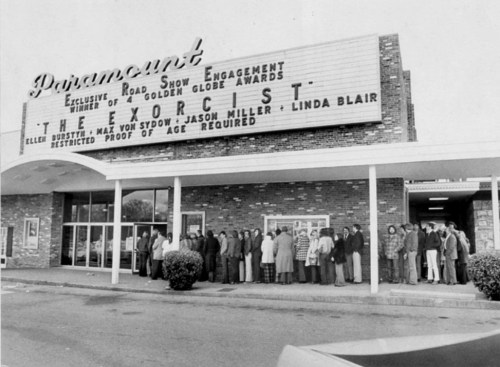 Paramount
EXCLUSIVE ROAD SHOW ENGAGEMENT
WINNER OF 4 GOLDEN GLOBE AWARDS
"THE EXORCIST"
ELLEN BURSTYN + MAX VON SYDOW + JASON MILLER + LINDA BLAIR
RESTRICTED PROOF OF AGE REQUIRED